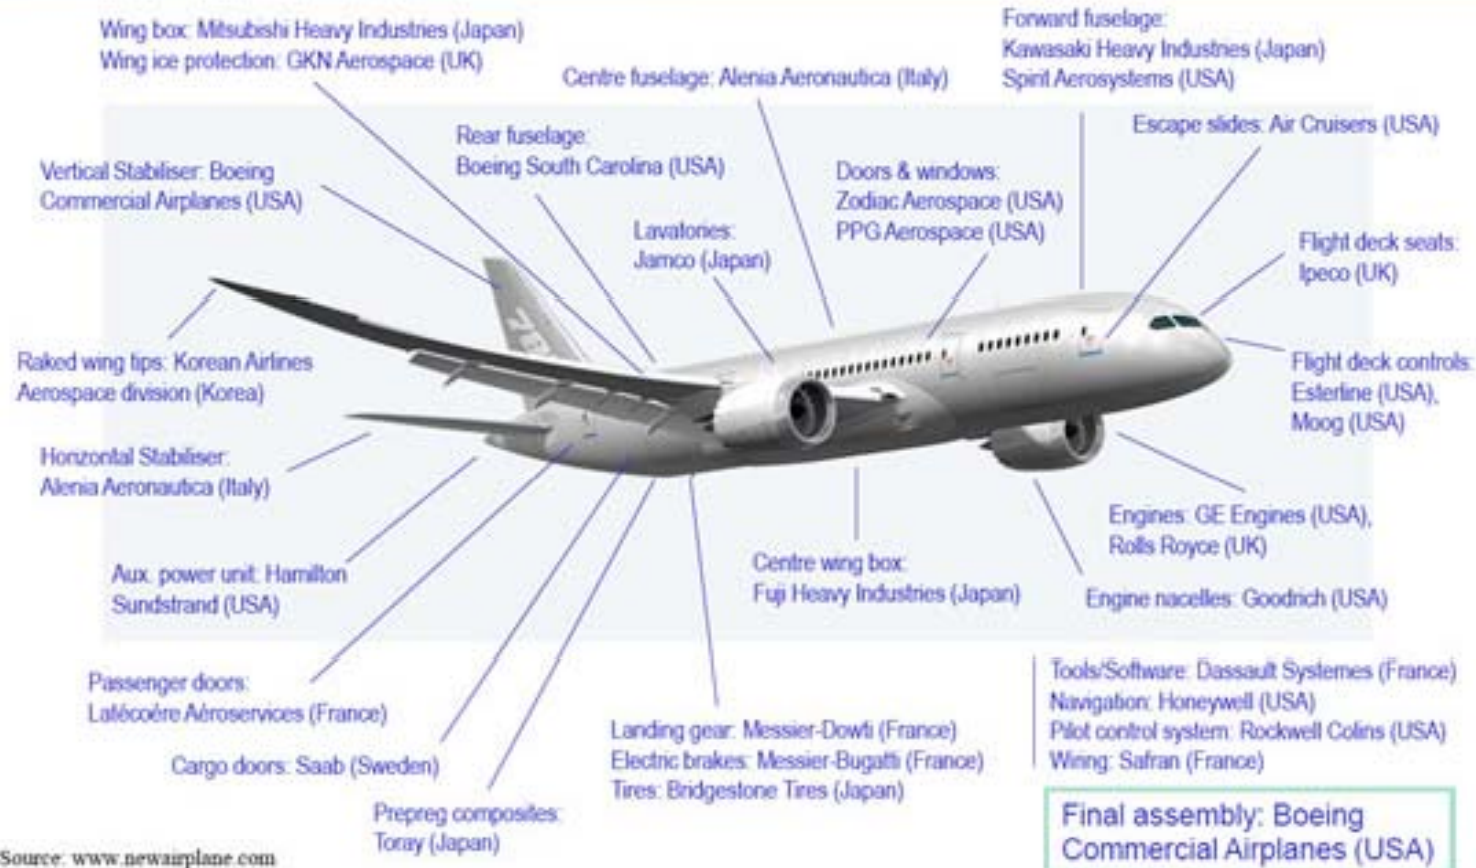 Wing box: Mitsubishi Heavy Industries (Japan)
Wing ice protection: GKN Aerospace (UK)
Centre fuselage: Alenia Aeronautica (Italy)
Forward fuselage:
Kawasaki Heavy Industries (Japan)
Spirit Aerosystems (USA)
Escape slides: Air Cruisers (USA)
Rear fuselage:
Boeing South Carolina (USA)
Vertical Stabiliser: Boeing
Commercial Airplanes (USA)
Doors & windows:
Zodiac Aerospace (USA)
PPG Aerospace (USA)
Lavatories:
Jamco (Japan)
Flight deck seats:
Ipeco (UK)
Raked wing tips: Korean Airlines
Aerospace division (Korea)
Flight deck controls:
Esterline (USA),
Moog (USA)
Horizontal Stabiliser:
Alenia Aeronautica (Italy)
Engines: GE Engines (USA),
Rolls Royce (UK)
Aux. power unit: Hamilton
Sundstrand (USA)
Centre wing box:
Fuji Heavy Industries (Japan)
Engine nacelles: Goodrich (USA)
Passenger doors:
Latécoère Aéroservices (France)
Cargo doors: Saab (Sweden)
Prepreg composites:
Toray (Japan)
Landing gear: Messier-Dowti (France)
Electric brakes: Messier-Bugatti (France)
Tires: Bridgestone Tires (Japan)
Tools/Software: Dassault Systemes (France)
Navigation: Honeywell (USA)
Pilot control system: Rockwell Colins (USA)
Wiring: Safran (France)
Final assembly: Boeing
Commercial Airplanes (USA)
Source: www.newairplane.com